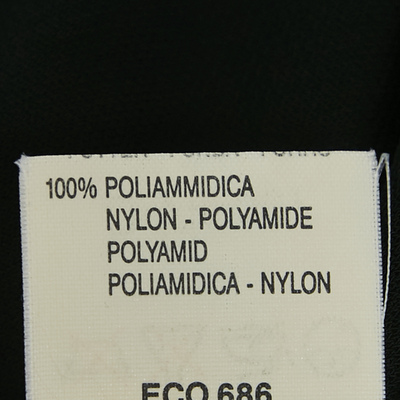 100% POLIAMMIDICA
NYLON - POLYAMIDE
POLYAMID
POLIAMIDICA - NYLON
ECO 686